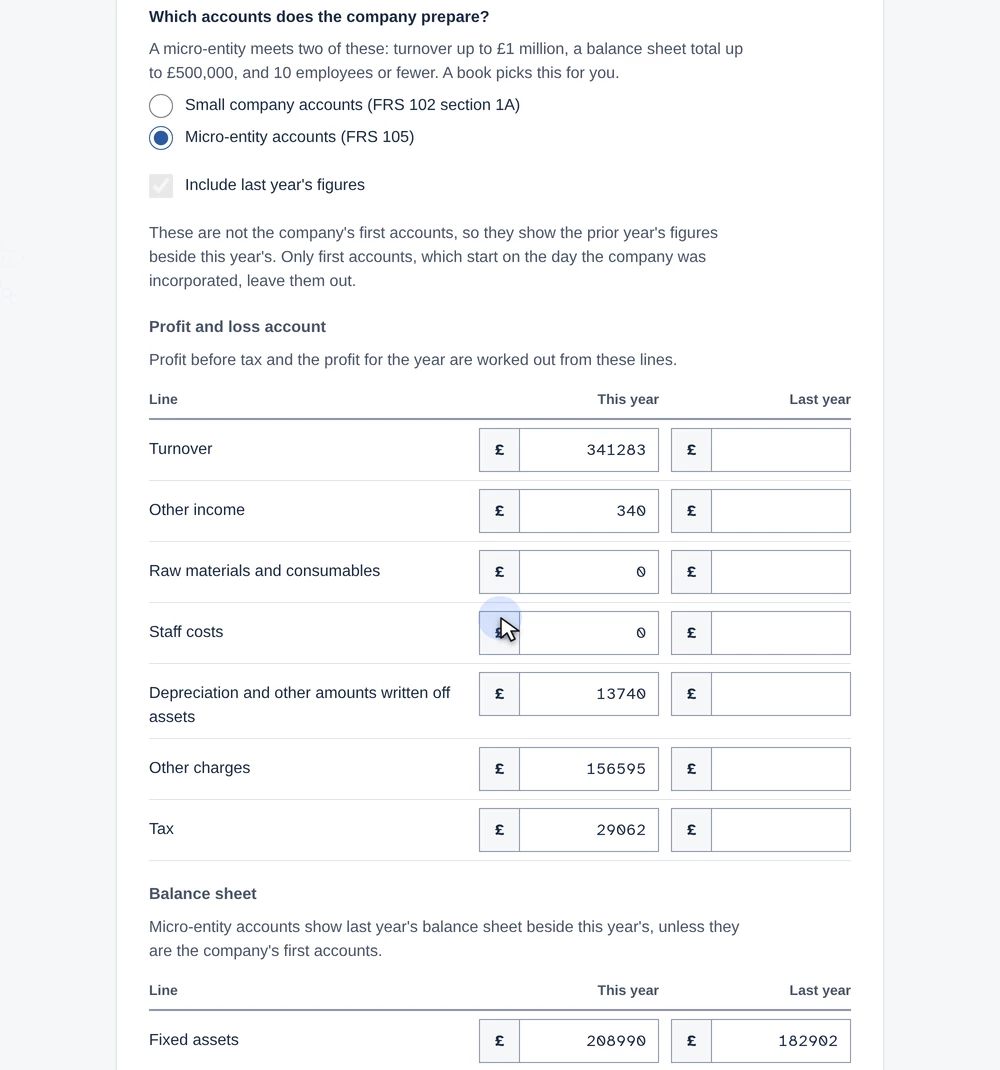 Which accounts does the company prepare?
A micro-entity meets two of these: turnover up to £1 million, a balance sheet total up
to £500,000, and 10 employees or fewer. A book picks this for you.
Small company accounts (FRS 102 section 1A)
Micro-entity accounts (FRS 105)
Include last year's figures
These are not the company's first accounts, so they show the prior year's figures
beside this year's. Only first accounts, which start on the day the company was
incorporated, leave them out.
Profit and loss account
Profit before tax and the profit for the year are worked out from these lines.
Line This year Last year
Turnover £ 341283 £
Other income £ 340 £
Raw materials and consumables £ 0 £
Staff costs £ 0 £
Depreciation and other amounts written off £ 13740 £
assets
Other charges £ 156595 £
Tax £ 29062 £
Balance sheet
Micro-entity accounts show last year's balance sheet beside this year's, unless they
are the company's first accounts.
Line This year Last year
Fixed assets £ 208990 £ 182902